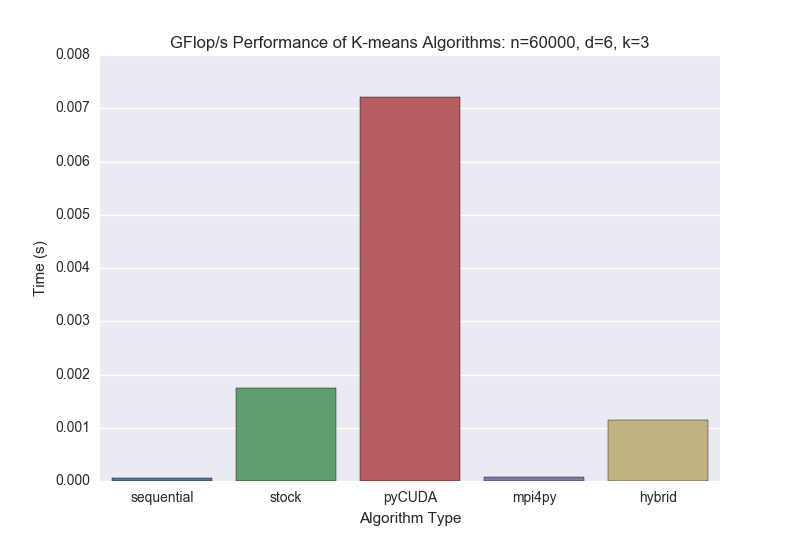 GFlop/s Performance of K-means Algorithms: n=60000, d=6, k=3
0.008
0.007
0.006
0.005
0.004
0.003
0.002
0.001
0.000
Time (s)
sequential
stock
pyCUDA
mpi4py
hybrid
Algorithm Type